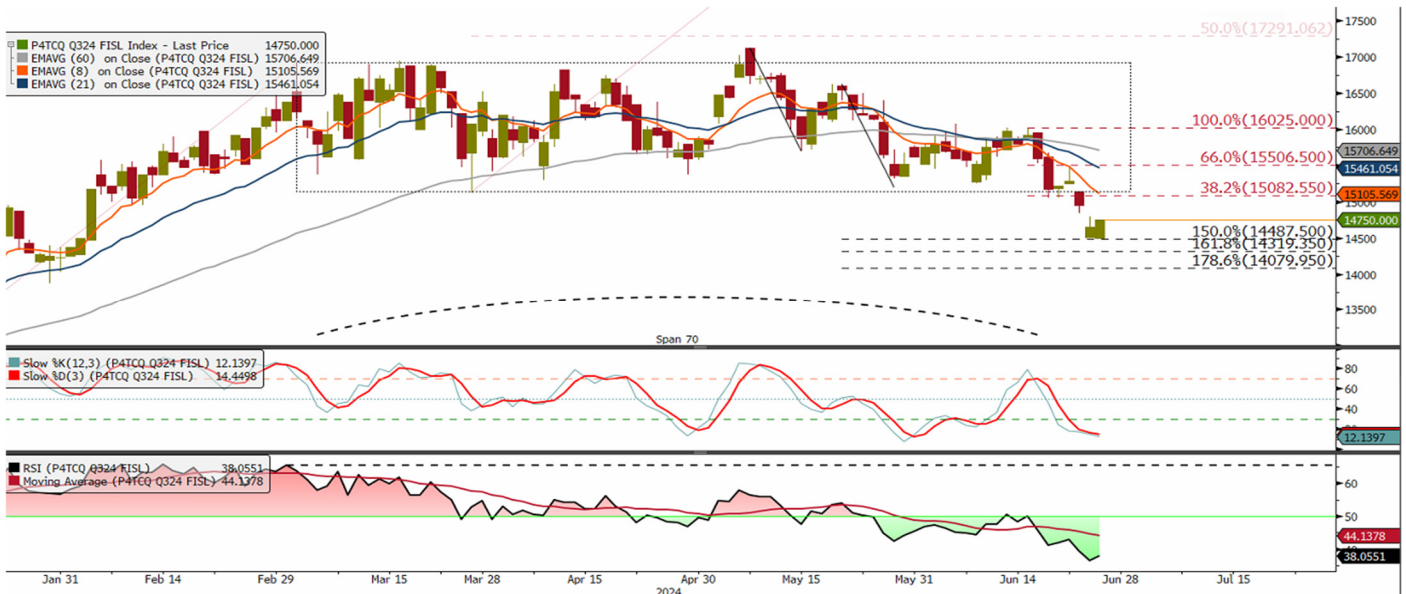 P4TCQ Q324 FISL Index - Last Price 14750.000
EMAVG (60) on Close (P4TCQ Q324 FISL) 15706.649
EMAVG (8) on Close (P4TCQ Q324 FISL) 15105.569
EMAVG (21) on Close (P4TCQ Q324 FISL) 15461.054
50.0%(17291.062)
100.0%(16025.000)
66.0%(15506.500)
38.2%(15082.550)
150.0%(14487.500)
161.8%(14319.350)
178.6%(14079.950)
17500
17000
16500
16000
15706.649
15461.054
15105.569
15000
14750.000
14500
14000
13500
Span 70
Slow %K(12,3) (P4TCQ Q324 FISL) 12.1397
Slow %D(3) (P4TCQ Q324 FISL) 14.4498
80
60
40
12.1397
RSI (P4TCQ Q324 FISL) 38.0551
Moving Average (P4TCQ Q324 FISL) 44.1378
60
50
44.1378
38.0551
Jan 31 Feb 14 Feb 29 Mar 15 Mar 28 Apr 15 Apr 30 May 15 May 31 Jun 14 Jun 28 Jul 15
2024